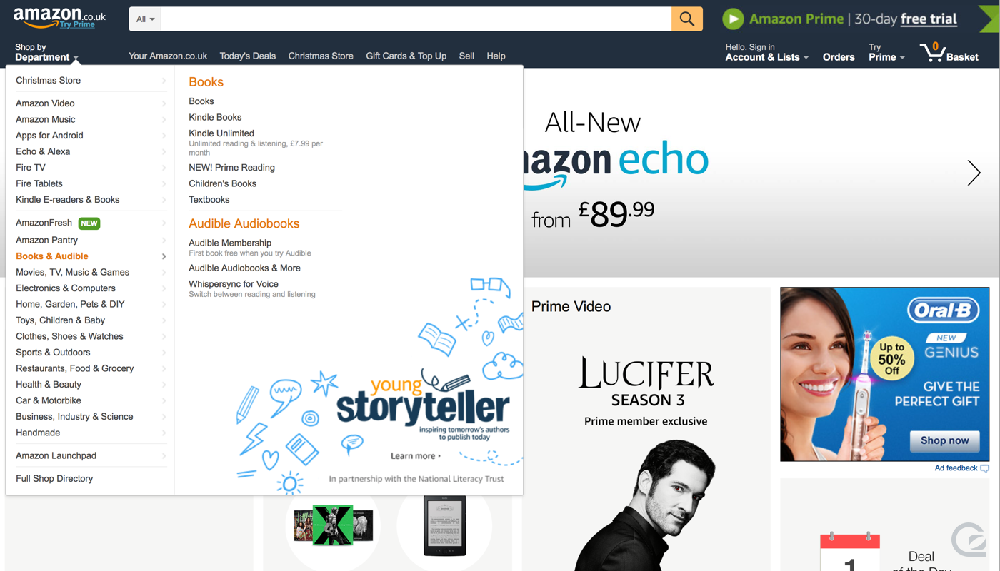 amazon.co.uk
Try Prime
All
Amazon Prime | 30-day free trial
Shop by
Department
Your Amazon.co.uk Today's Deals Christmas Store Gift Cards & Top Up Sell Help
Hello. Sign in
Account & Lists
Orders
Try
Prime
0
Basket
Christmas Store
Amazon Video
Amazon Music
Apps for Android
Echo & Alexa
Fire TV
Fire Tablets
Kindle E-readers & Books
AmazonFresh NEW
Amazon Pantry
Books & Audible
Movies, TV, Music & Games
Electronics & Computers
Home, Garden, Pets & DIY
Toys, Children & Baby
Clothes, Shoes & Watches
Sports & Outdoors
Restaurants, Food & Grocery
Health & Beauty
Car & Motorbike
Business, Industry & Science
Handmade
Amazon Launchpad
Full Shop Directory
Books
Books
Kindle Books
Kindle Unlimited
Unlimited reading & listening, £7.99 per
month
NEW! Prime Reading
Children's Books
Textbooks
Audible Audiobooks
Audible Membership
First book free when you try Audible
Audible Audiobooks & More
Whispersync for Voice
Switch between reading and listening
young
storyteller
inspiring tomorrow's authors
to publish today
Learn more
In partnership with the National Literacy Trust
All-New
azon echo
from £89.99
Prime Video
LUCIFER
SEASON 3
Prime member exclusive
Oral-B
NEW
GENIUS
Up to
50%
Off
GIVE THE
PERFECT GIFT
Shop now
Ad feedback
1
Deal
of the Day